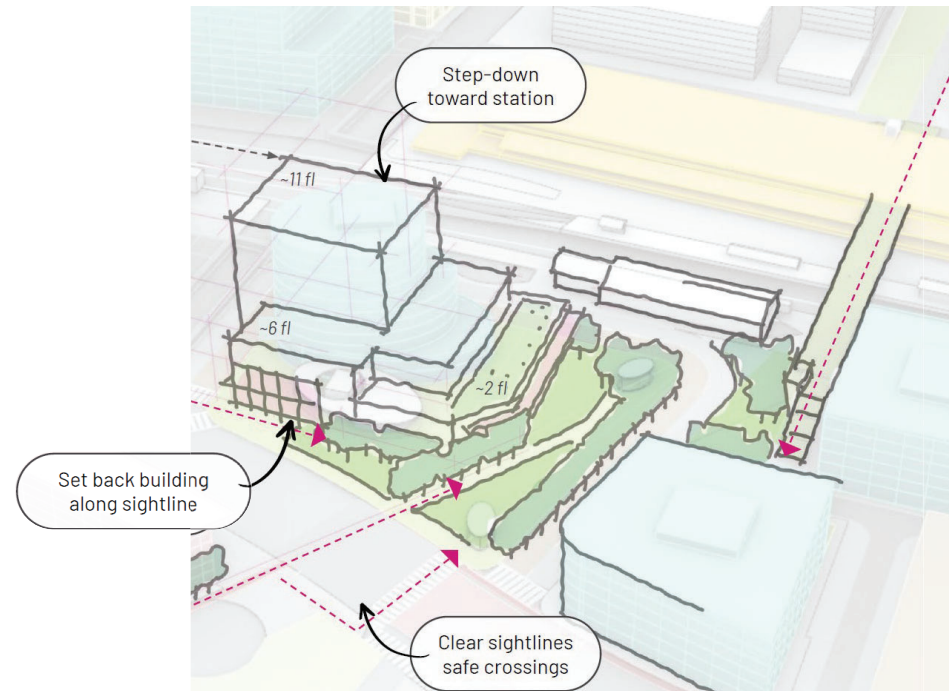 Step-down
toward station
~11 fl
~6 fl
~2 fl
Set back building
along sightline
Clear sightlines
safe crossings